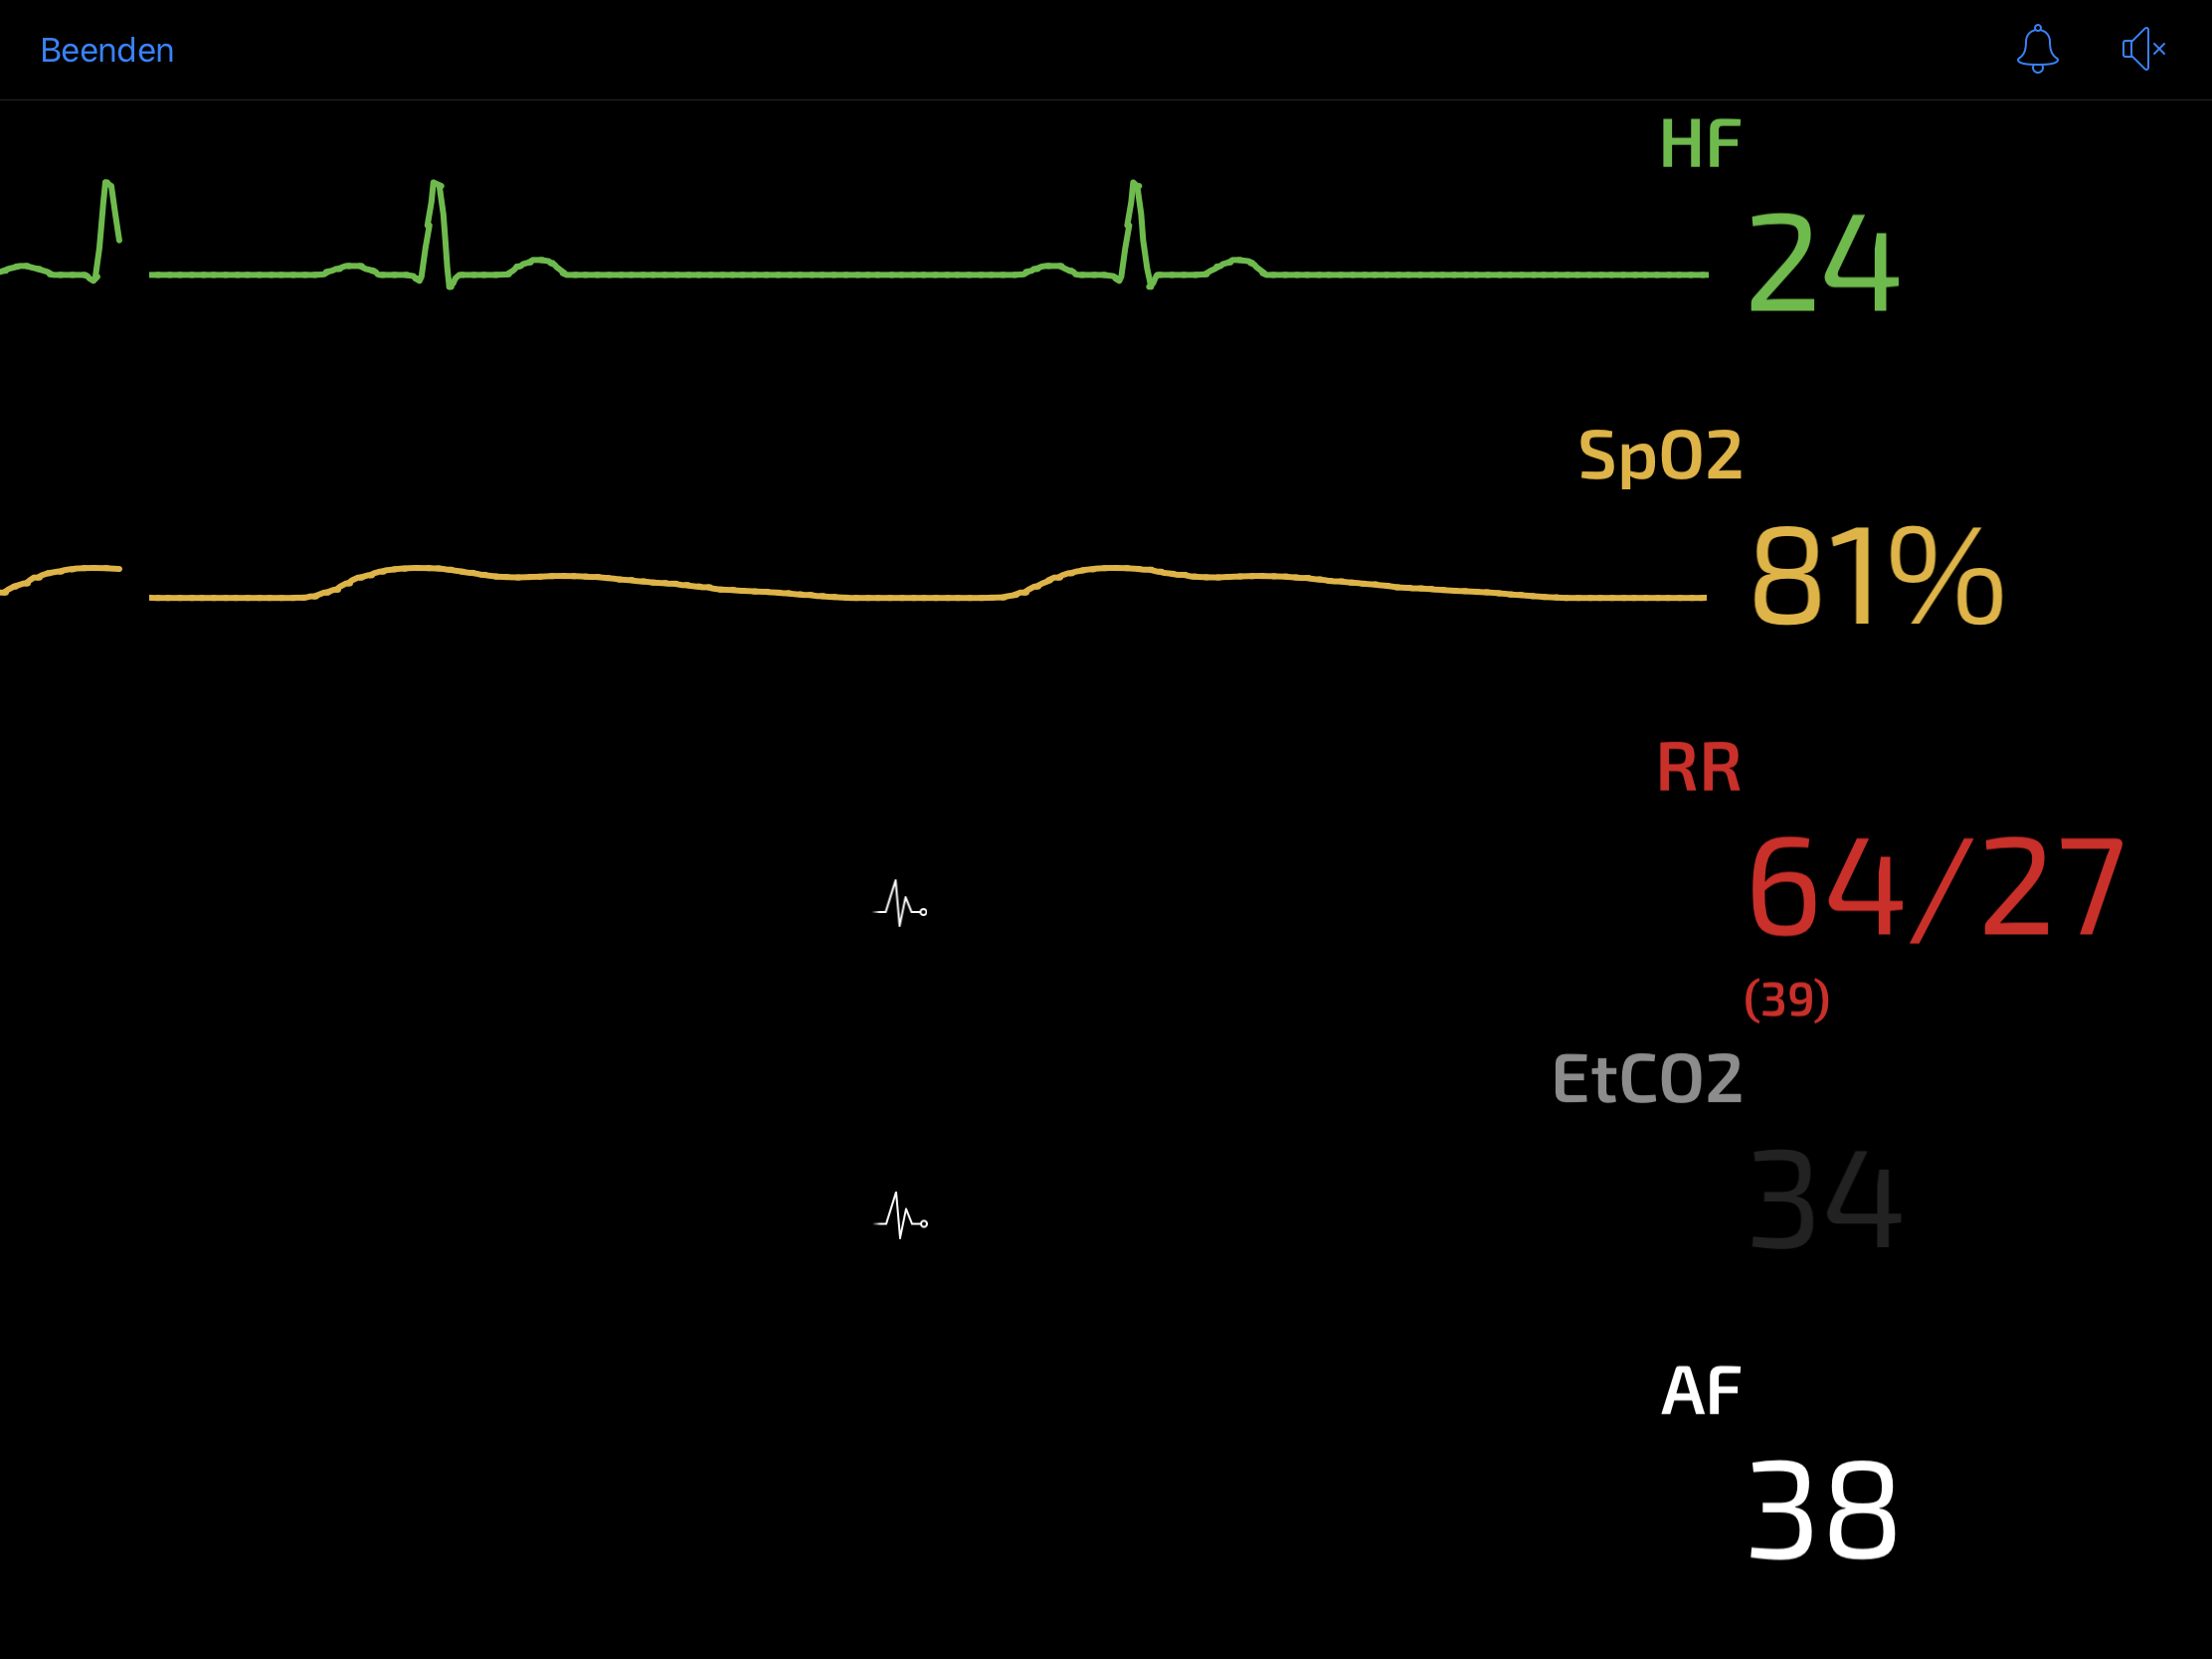 Beenden
HF
24
SpO2
81%
RR
64/27
(39)
EtCO2
34
AF
38